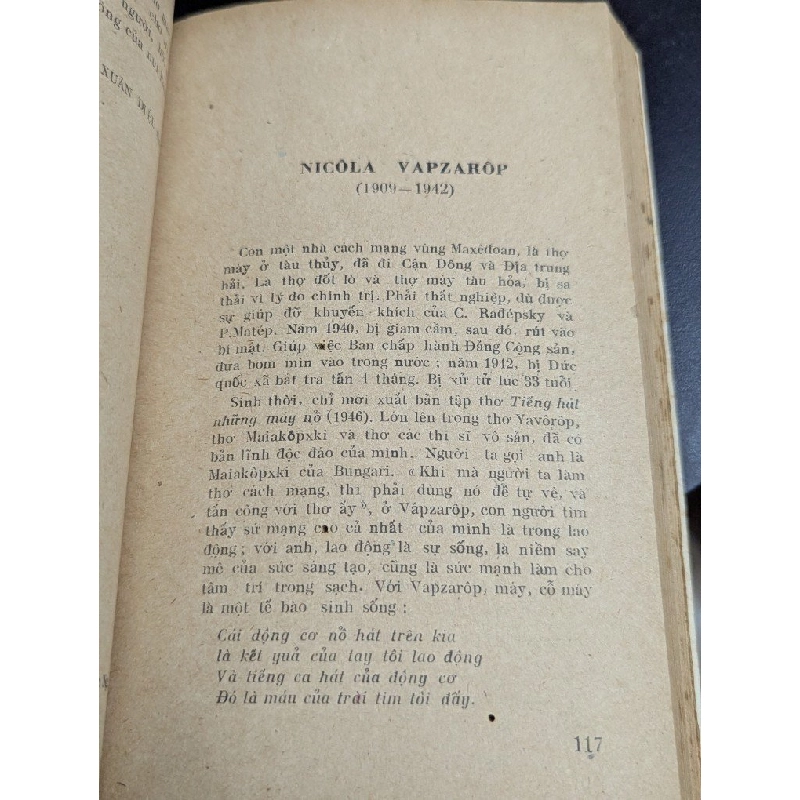 người,
XUÂN
NICÔLA VAPZARÔP
(1909—1942)
Con một nhà cách mạng vùng Maxêđoan, là thợ
máy ở tàu thủy, đã đi Cận Đông và Địa trung
hải. Là thợ đốt lò và thợ máy tàu hỏa, bị sa
thải vì lý do chính trị. Phải thất nghiệp, dù được
sự giúp đỡ khuyến khích của C. Rađépsky và
P.Matép. Năm 1940, bị giam cầm, sau đó, rút vào
bí mật. Giúp việc Ban chấp hành Đảng Cộng sản,
đưa bom mìn vào trong nước ; năm 1942, bị Đức
quốc xã bắt tra tấn 4 tháng. Bị xử tử lúc 33 tuổi.
Sinh thời, chỉ mới xuất bản tập thơ Tiếng hát
những máy nổ (1946). Lớn lên trong thơ Yavôrôp,
thơ Maiakôpxki và thơ các thi sĩ vô sản, đã có
bản lĩnh độc đáo của mình. Người ta gọi anh là
Maiakôpxki của Bungari. «Khi mà người ta làm
thơ cách mạng, thì phải dùng nó để tự vệ, và
tấn công với thơ ấy», ở Vápzarôp, con người tìm
thấy sứ mạng cao cả nhất của mình là trong lao
động ; với anh, lao động là sự sống, là niềm say
mê của sức sáng tạo, cũng là sức mạnh làm cho
tâm trí trong sạch. Với Vapzarôp, máy, cỗ máy
là một tế bào sinh sống :
Cái động cơ nổ hát trên kia
là kết quả của tay tôi lao động
Và tiếng ca hát của động cơ
Đó là máu của trái tim tôi đấy.
117